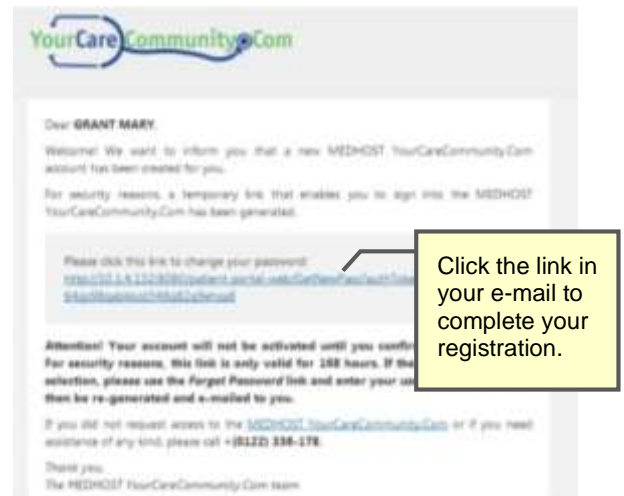 YourCareCommunity.Com
Dear GRANT MARY,
Welcome! We want to inform you that a new MEDHOST YourCareCommunity.Com
account has been created for you.
For security reasons, a temporary link that enables you to sign into the MEDHOST
YourCareCommunity.Com has been generated.
Please click this link to change your password:
Click the link in
your e-mail to
complete your
registration.
Attention! Your account will not be activated until you
For security reasons, this link is only valid for 168 hours. If the
selection, please use the Forgot Password link and enter your
then be re-generated and e-mailed to you.
If you did not request access to the MEDHOST YourCareCommunity.Com or if you need
assistance of any kind, please call +(0122) 338-178.
Thank you,
The MEDHOST YourCareCommunity.Com team